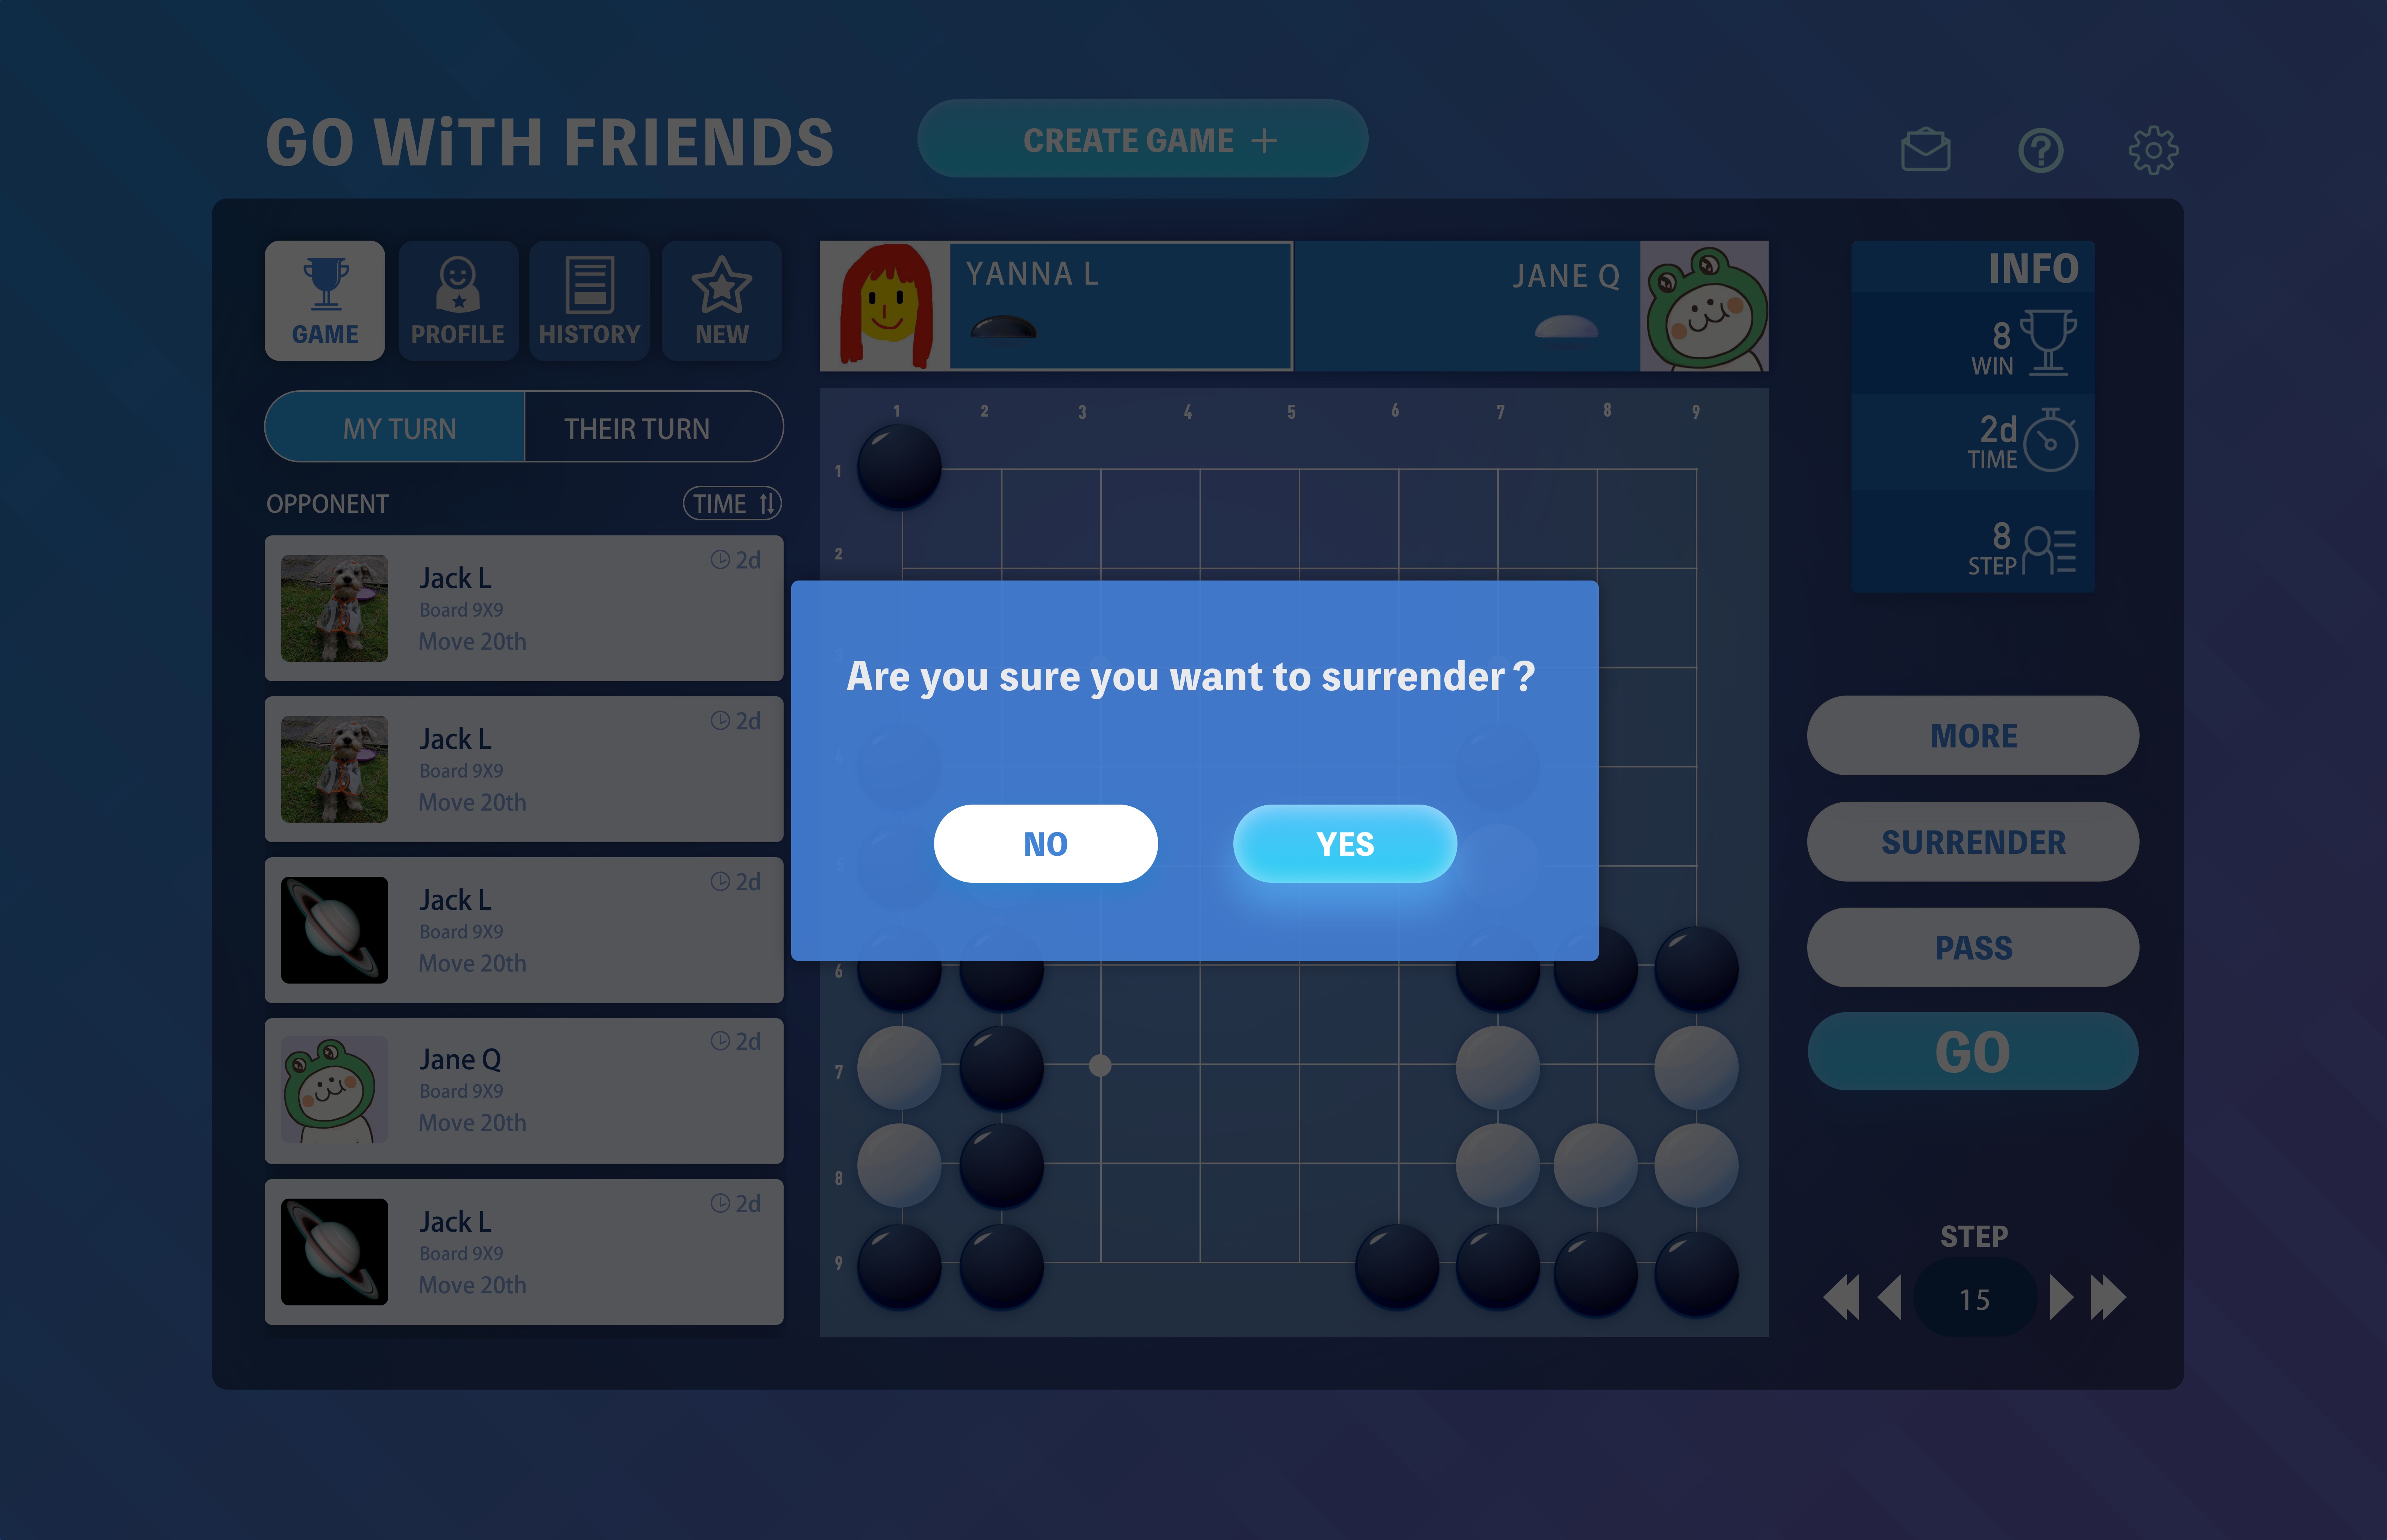 GO WiTH FRIENDS
CREATE GAME +
GAME
PROFILE
HISTORY
NEW
YANNA L
JANE Q
INFO
8
WIN
2d
TIME
8
STEP
MY TURN
THEIR TURN
OPPONENT
TIME
Jack L
2d
Board 9X9
Move 20th
Jack L
2d
Board 9X9
Move 20th
Jack L
2d
Board 9X9
Move 20th
Jane Q
2d
Board 9X9
Move 20th
Jack L
2d
Board 9X9
Move 20th
1 2 3 4 5 6 7 8 9
1
2
6
7
8
9
Are you sure you want to surrender ?
NO
YES
MORE
SURRENDER
PASS
GO
STEP
15